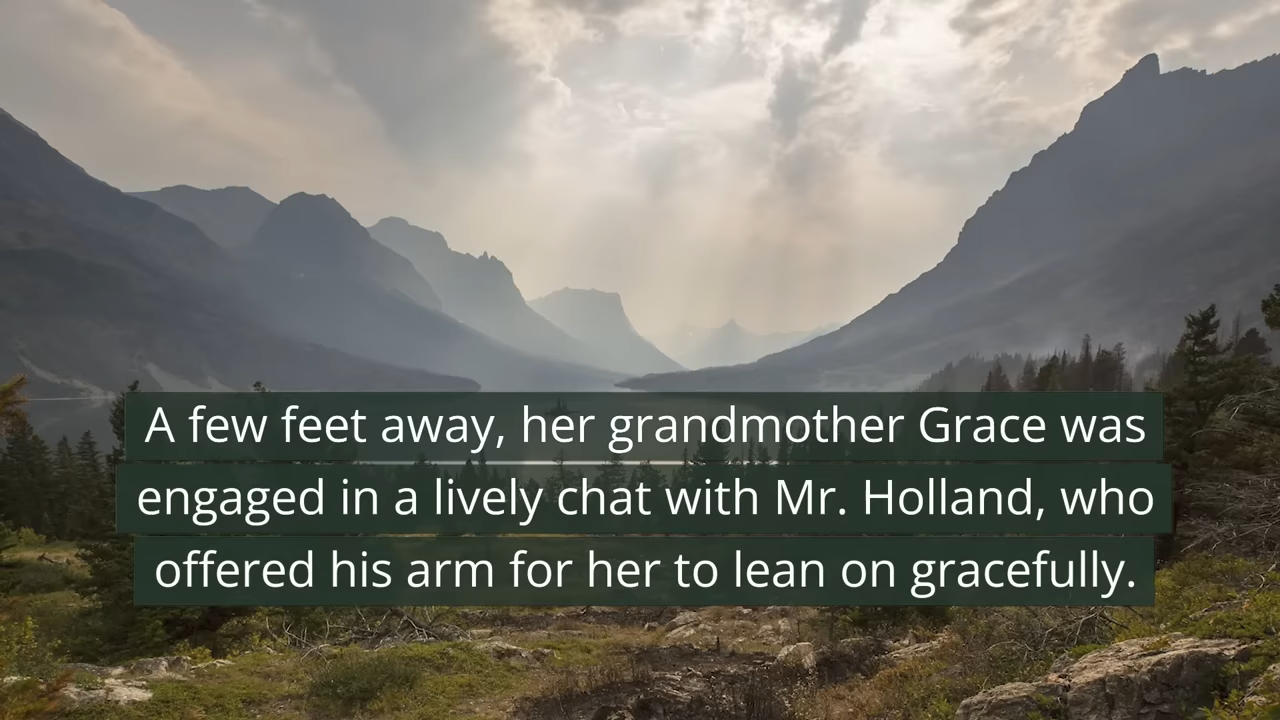 A few feet away, her grandmother Grace was
engaged in a lively chat with Mr. Holland, who
offered his arm for her to lean on gracefully.